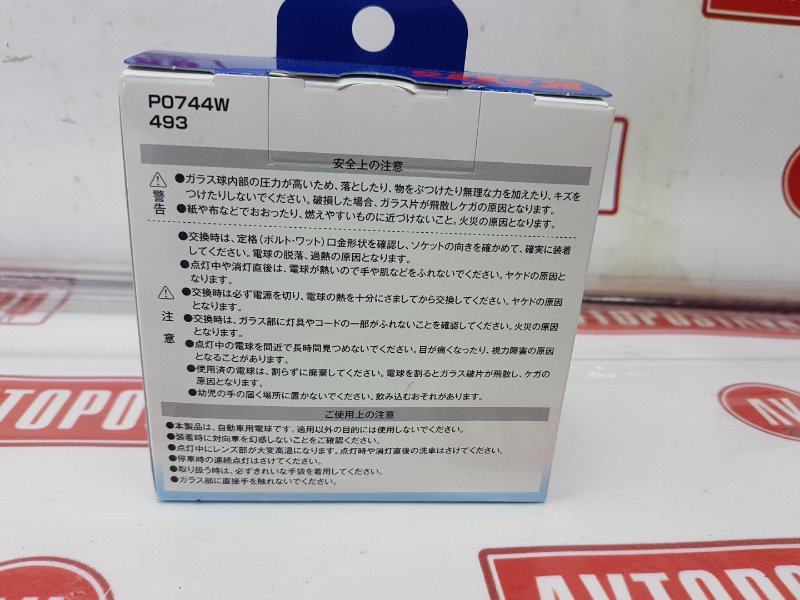 P0744W
493
安全上の注意
警告
●ガラス球内部の圧力が高いため、落としたり、物をぶつけたり無理な力を加えたり、キズを
つけたりしないでください。破損した場合、ガラス片が飛散しケガの原因となります。
●紙や布などでおおったり、燃えやすいものに近づけないこと。火災の原因となります。
注意
●交換時は、定格(ボルト・ワット)口金形状を確認し、ソケットの向きを確かめて、確実に装着
してください。電球の脱落、過熱の原因となります。
●点灯中や消灯直後は、電球が熱いので手や肌などをふれないでください。ヤケドの原因と
なります。
●交換時は必ず電源を切り、電球の熱を十分にさましてから交換してください。ヤケドの原因
となります。
●交換時は、ガラス部に灯具やコードの一部がふれないことを確認してください。火災の原因
となります。
●点灯中の電球を間近で長時間見つめないでください。目が痛くなったり、視力障害の原因
となることがあります。
●使用済の電球は、割らずに廃棄してください。電球を割るとガラス破片が飛散し、ケガの
原因となります。
●幼児の手の届く場所に置かないでください。飲み込むおそれがあります。
ご使用上の注意
●本製品は、自動車用電球です。適用以外の目的には使用しないでください。
●装着時に対向車を幻惑しないことをご確認ください。
●点灯中にレンズ部が大変高温になります。点灯時や消灯直後の洗車はさけてください。
●停車時の連続点灯はさけてください。
●取り扱う時は、必ずきれいな手袋を着用してください。
●ガラス部に直接手を触れないでください。